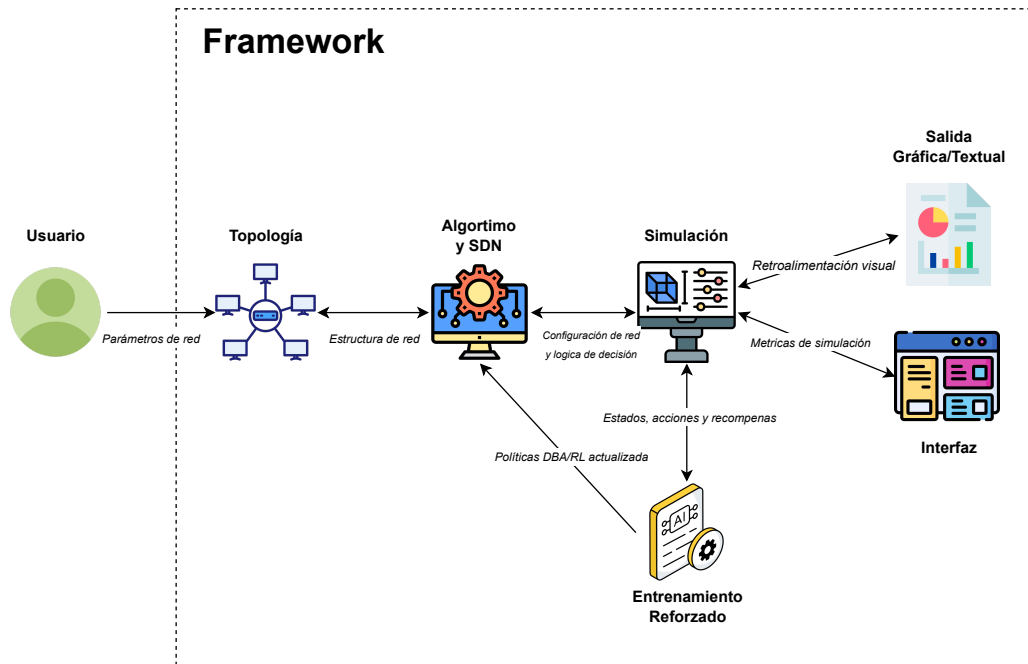 Framework
Salida
Gráfica/Textual
Usuario
Topología
Algortimo
y SDN
Simulación
Retroalimentación visual
Parámetros de red
Estructura de red
Configuración de red
y logica de decisión
Metricas de simulación
Estados, acciones y recompenas
Interfaz
Políticas DBA/RL actualizada
AI
Entrenamiento
Reforzado